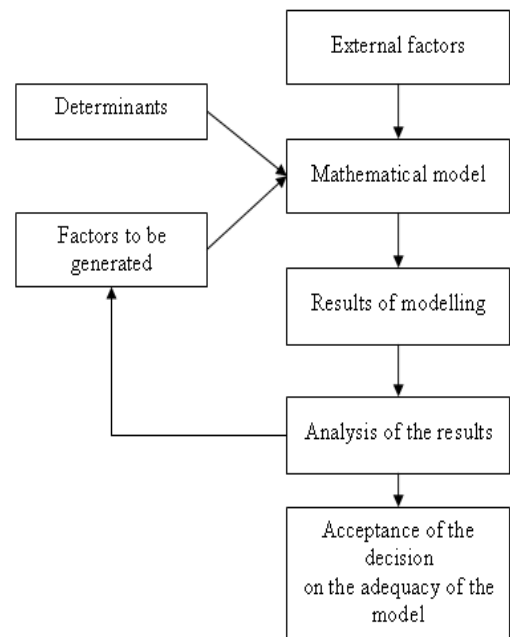 External factors
Determinants
Mathematical model
Factors to be
generated
Results of modelling
Analysis of the results
Acceptance of the
decision
on the adequacy of the
model